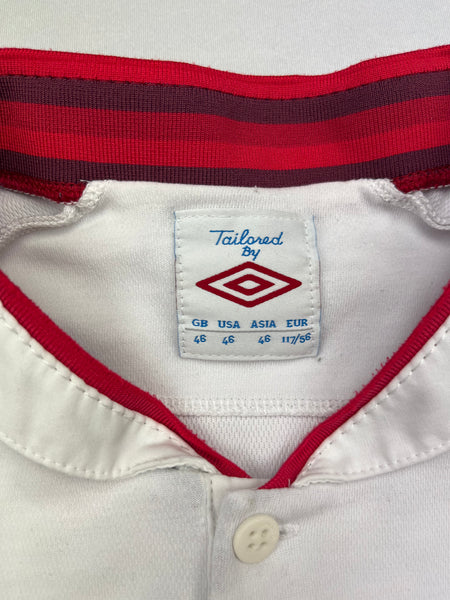 Tailored
By
GB USA ASIA EUR
46 46 46 117/56